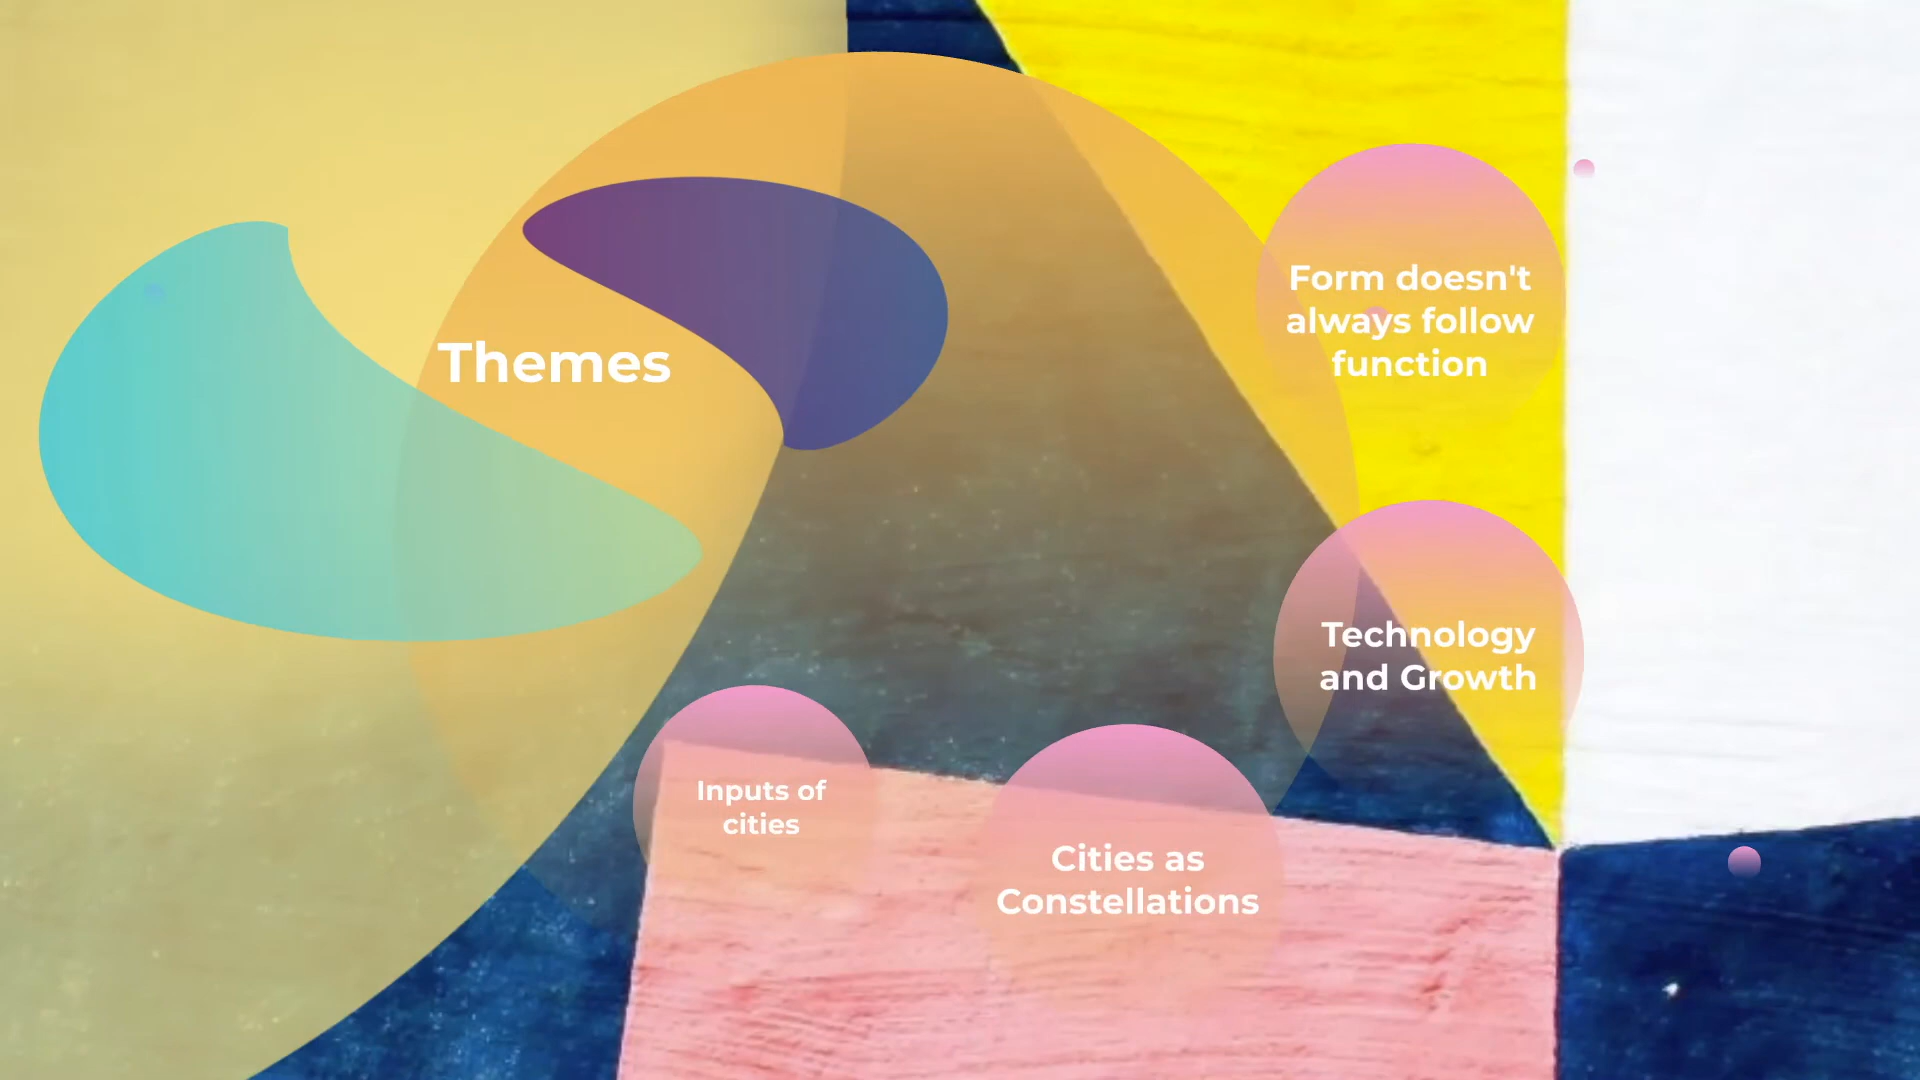 Themes
Form doesn't
always follow
function
Technology
and Growth
Inputs of
cities
Cities as
Constellations